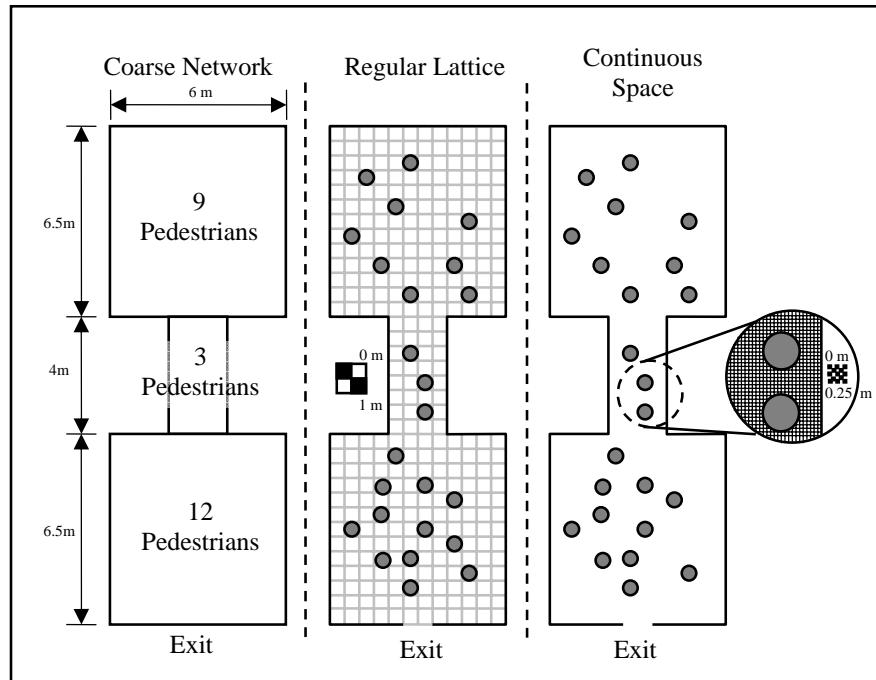 Coarse Network
6 m
Regular Lattice
Continuous
Space
6.5m
9
Pedestrians
4m
3
Pedestrians
0 m
1 m
0 m
0.25 m
6.5m
12
Pedestrians
Exit
Exit
Exit